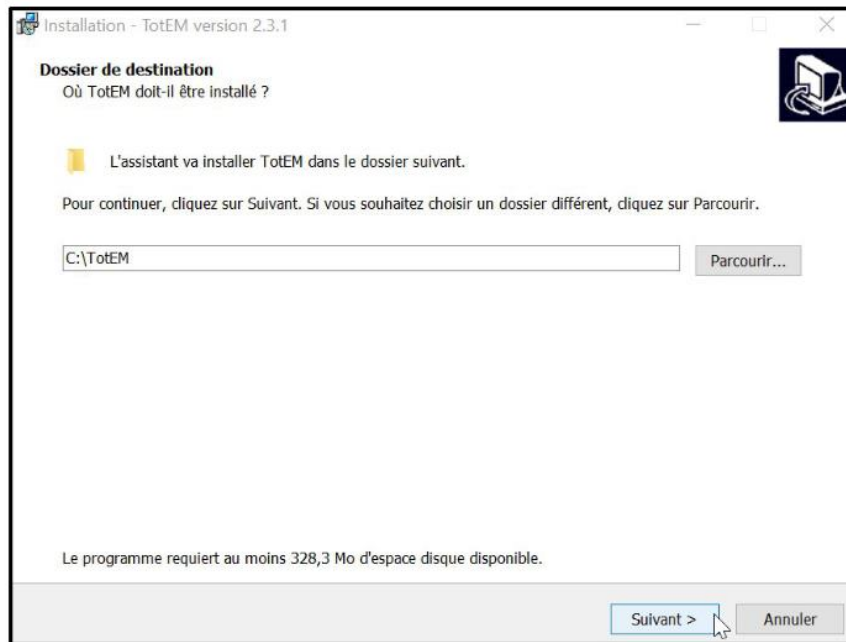 Installation - TotEM version 2.3.1
Dossier de destination
Où TotEM doit-il être installé ?
L'assistant va installer TotEM dans le dossier suivant.
Pour continuer, cliquez sur Suivant. Si vous souhaitez choisir un dossier différent, cliquez sur Parcourir.
C:\TotEM
Parcourir...
Le programme requiert au moins 328,3 Mo d'espace disque disponible.
Suivant >
Annuler